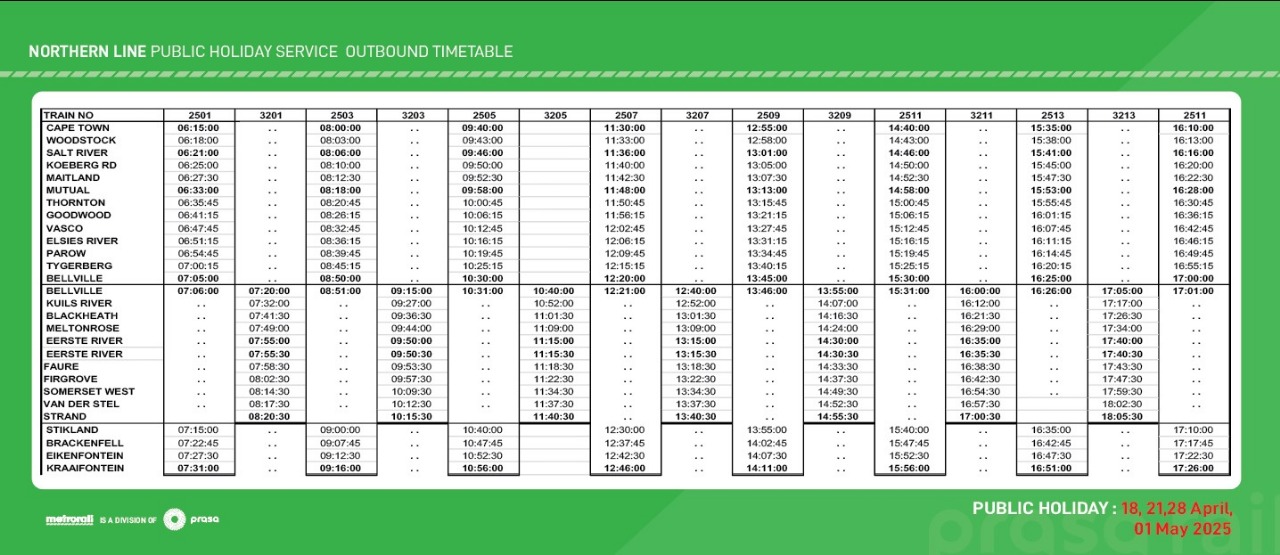 NORTHERN LINE PUBLIC HOLIDAY SERVICE OUTBOUND TIMETABLE
TRAIN NO 2501 3201 2503 3203 2505 3205 2507 3207 2509 3209 2511 3211 2513 3213 2511
CAPE TOWN 06:15:00 .. 08:00:00 .. 09:40:00 11:30:00 .. 12:55:00 .. 14:40:00 .. 15:35:00 .. 16:10:00
WOODSTOCK 06:18:00 .. 08:03:00 .. 09:43:00 11:33:00 .. 12:58:00 .. 14:43:00 .. 15:38:00 .. 16:13:00
SALT RIVER 06:21:00 .. 08:06:00 .. 09:46:00 11:36:00 .. 13:01:00 .. 14:46:00 .. 15:41:00 .. 16:16:00
KOEBERG RD 06:25:00 .. 08:10:00 .. 09:50:00 11:40:00 .. 13:05:00 .. 14:50:00 .. 15:45:00 .. 16:20:00
MAITLAND 06:27:30 .. 08:12:30 .. 09:52:30 11:42:30 .. 13:07:30 .. 14:52:30 .. 15:47:30 .. 16:22:30
MUTUAL 06:33:00 .. 08:18:00 .. 09:58:00 11:48:00 .. 13:13:00 .. 14:58:00 .. 15:53:00 .. 16:28:00
THORNTON 06:35:45 .. 08:20:45 .. 10:00:45 11:50:45 .. 13:15:45 .. 15:00:45 .. 15:55:45 .. 16:30:45
GOODWOOD 06:41:15 .. 08:26:15 .. 10:06:15 11:56:15 .. 13:21:15 .. 15:06:15 .. 16:01:15 .. 16:36:15
VASCO 06:47:45 .. 08:32:45 .. 10:12:45 12:02:45 .. 13:27:45 .. 15:12:45 .. 16:07:45 .. 16:42:45
ELSIES RIVER 06:51:15 .. 08:36:15 .. 10:16:15 12:06:15 .. 13:31:15 .. 15:16:15 .. 16:11:15 .. 16:46:15
PAROW 06:54:45 .. 08:39:45 .. 10:19:45 12:09:45 .. 13:34:45 .. 15:19:45 .. 16:14:45 .. 16:49:45
TYGERBERG 07:00:15 .. 08:45:15 .. 10:25:15 12:15:15 .. 13:40:15 .. 15:25:15 .. 16:20:15 .. 16:55:15
BELLVILLE 07:05:00 .. 08:50:00 .. 10:30:00 12:20:00 .. 13:45:00 .. 15:30:00 .. 16:25:00 .. 17:00:00
BELLVILLE 07:06:00 07:20:00 08:51:00 09:15:00 10:31:00 10:40:00 12:21:00 12:40:00 13:46:00 13:55:00 15:31:00 16:00:00 16:26:00 17:05:00 17:01:00
KUILS RIVER .. 07:32:00 .. 09:27:00 .. 10:52:00 .. 12:52:00 .. 14:07:00 .. 16:12:00 .. 17:17:00 ..
BLACKHEATH .. 07:41:30 .. 09:36:30 .. 11:01:30 .. 13:01:30 .. 14:16:30 .. 16:21:30 .. 17:26:30 ..
MELTONROSE .. 07:49:00 .. 09:44:00 .. 11:09:00 .. 13:09:00 .. 14:24:00 .. 16:29:00 .. 17:34:00 ..
EERSTE RIVER .. 07:55:00 .. 09:50:00 .. 11:15:00 .. 13:15:00 .. 14:30:00 .. 16:35:00 .. 17:40:00 ..
EERSTE RIVER .. 07:55:30 .. 09:50:30 .. 11:15:30 .. 13:15:30 .. 14:30:30 .. 16:35:30 .. 17:40:30 ..
FAURE .. 07:58:30 .. 09:53:30 .. 11:18:30 .. 13:18:30 .. 14:33:30 .. 16:38:30 .. 17:43:30 ..
FIRGROVE .. 08:02:30 .. 09:57:30 .. 11:22:30 .. 13:22:30 .. 14:37:30 .. 16:42:30 .. 17:47:30 ..
SOMERSET WEST .. 08:14:30 .. 10:09:30 .. 11:34:30 .. 13:34:30 .. 14:49:30 .. 16:54:30 .. 17:59:30 ..
VAN DER STEL .. 08:17:30 .. 10:12:30 .. 11:37:30 .. 13:37:30 .. 14:52:30 .. 16:57:30 18:02:30 ..
STRAND 08:20:30 10:15:30 11:40:30 .. 13:40:30 .. 14:55:30 .. 17:00:30 18:05:30 ..
STIKLAND 07:15:00 .. 09:00:00 .. 10:40:00 .. 12:30:00 .. 13:55:00 .. 15:40:00 .. 16:35:00 .. 17:10:00
BRACKENFELL 07:22:45 .. 09:07:45 .. 10:47:45 .. 12:37:45 .. 14:02:45 .. 15:47:45 .. 16:42:45 .. 17:17:45
EIKENFONTEIN 07:27:30 .. 09:12:30 .. 10:52:30 .. 12:42:30 .. 14:07:30 .. 15:52:30 .. 16:47:30 .. 17:22:30
KRAAIFONTEIN 07:31:00 .. 09:16:00 .. 10:56:00 .. 12:46:00 .. 14:11:00 .. 15:56:00 .. 16:51:00 .. 17:26:00
PUBLIC HOLIDAY : 18, 21,28 April,
01 May 2025
metrorail IS A DIVISION OF prasa